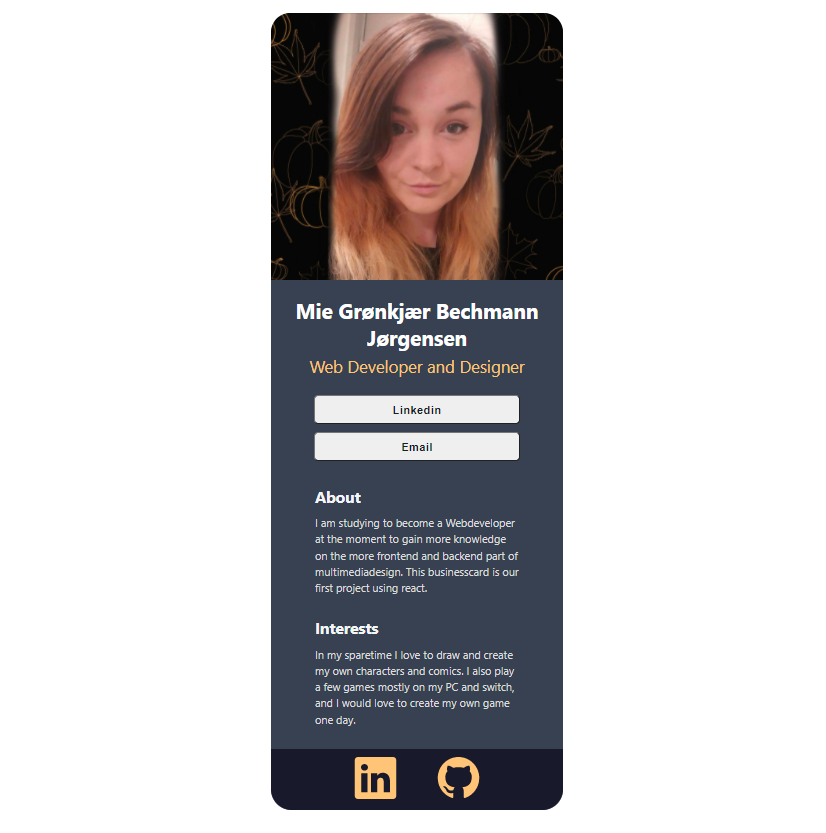 Mie Grønkjær Bechmann
Jørgensen
Web Developer and Designer
Linkedin
Email
About
I am studying to become a Webdeveloper
at the moment to gain more knowledge
on the more frontend and backend part of
multimediadesign. This businesscard is our
first project using react.
Interests
In my sparetime I love to draw and create
my own characters and comics. I also play
a few games mostly on my PC and switch,
and I would love to create my own game
one day.
in